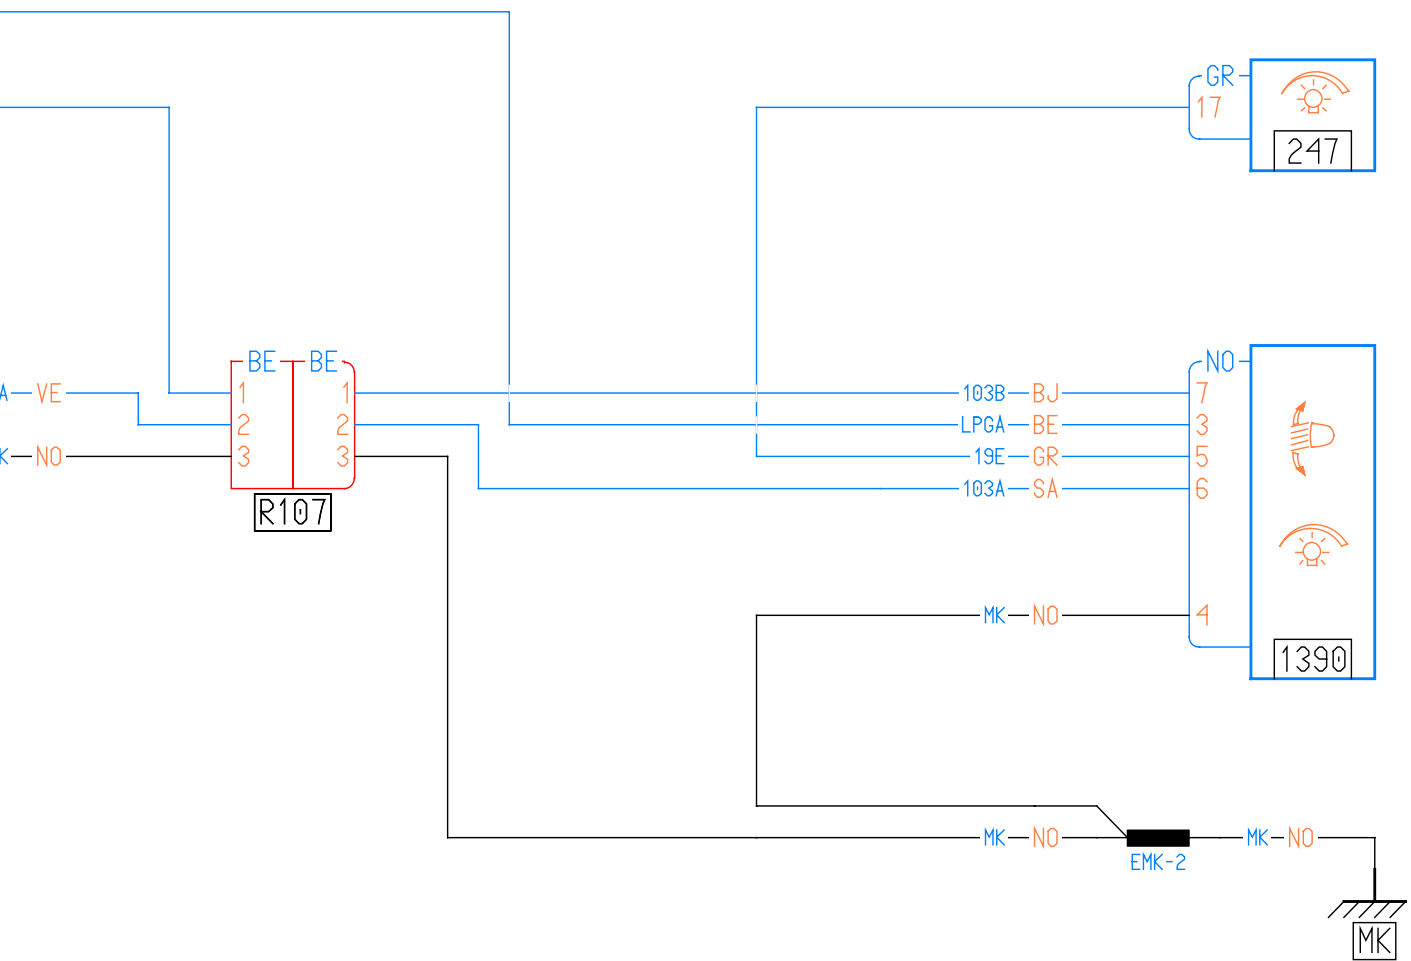 GR
17
247
BE BE NO
A VE 1 1 103B BJ 7
2 2 LPGA BE 3
K NO 3 3 19E GR 5
103A SA 6
R107
MK NO 4
1390
MK NO MK NO
EMK-2
MK